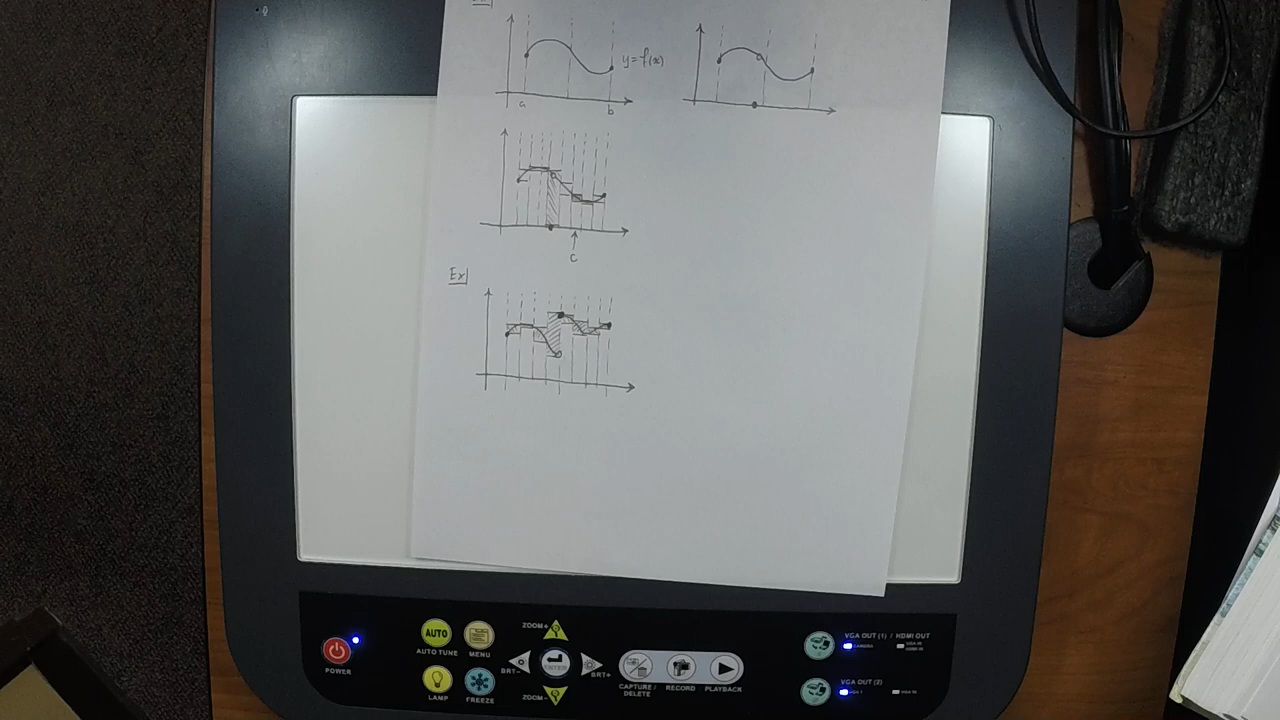 y=f(x)
a
b
c
Ex
POWER
AUTO
AUTO TUNE
MENU
LAMP
FREEZE
ZOOM+
BRT-
ENTER
BRT+
ZOOM-
CAPTURE / DELETE
RECORD
PLAYBACK
VGA OUT (1) / HDMI OUT
CAMERA
VGA OUT (2)